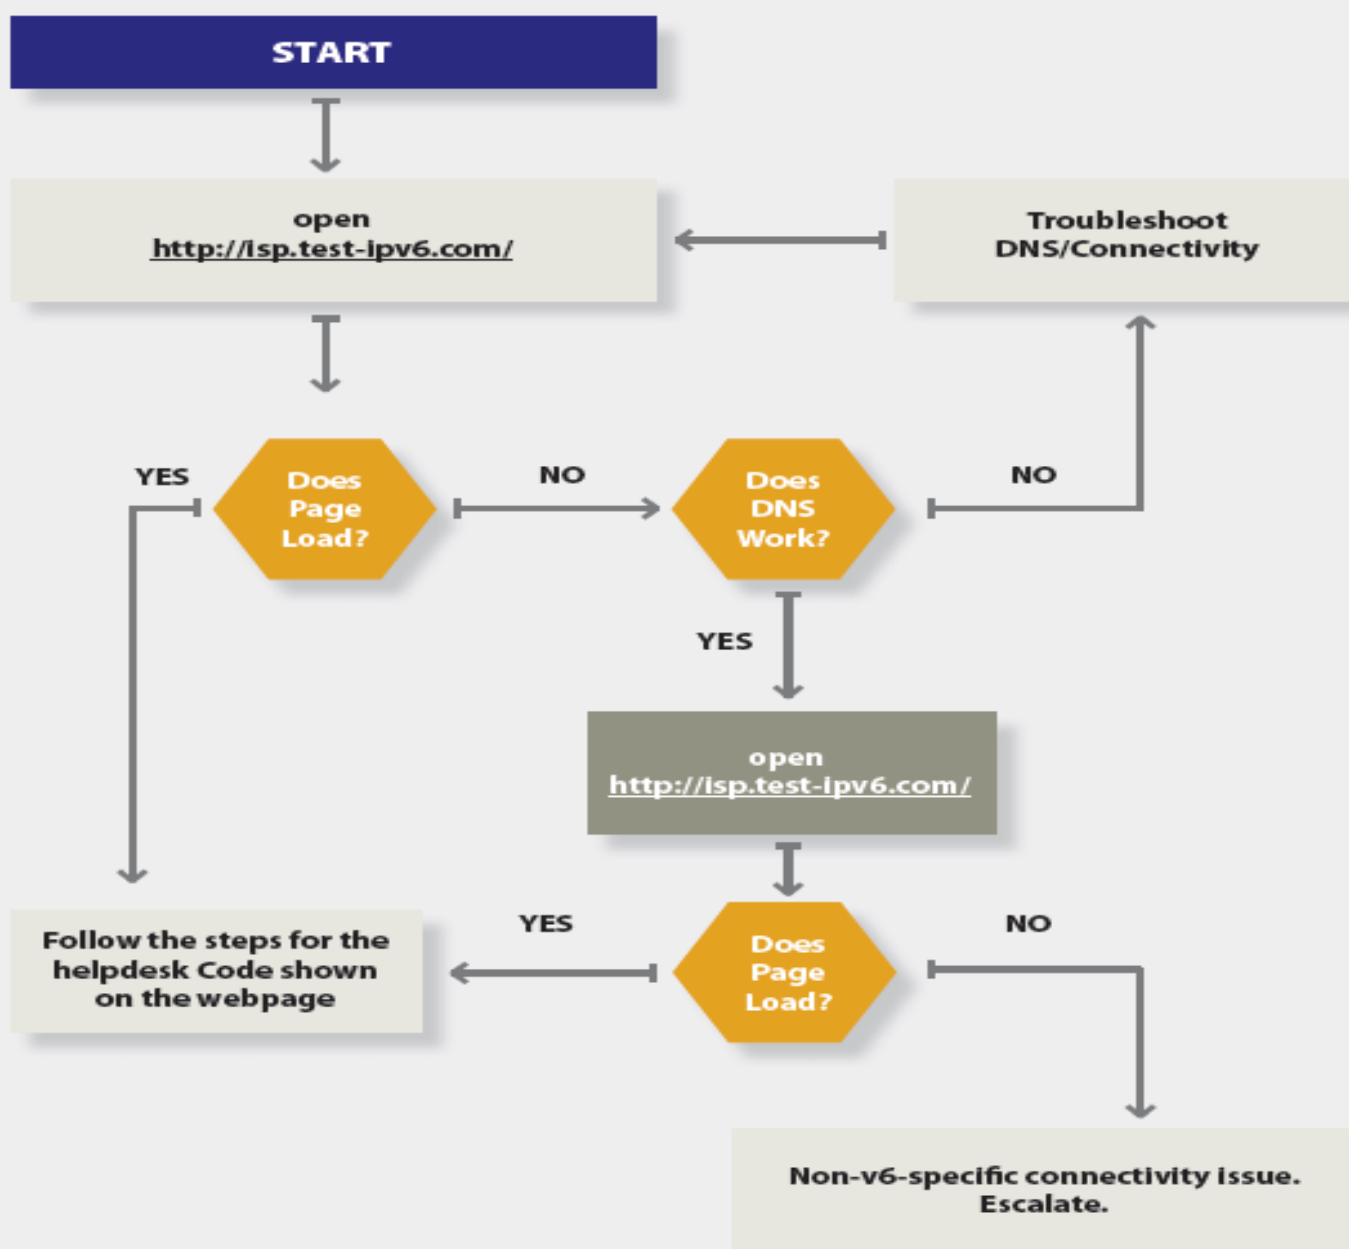 START
open
http://isp.test-ipv6.com/
Troubleshoot
DNS/Connectivity
YES
Does
Page
Load?
NO
Does
DNS
Work?
NO
YES
open
http://isp.test-ipv6.com/
Follow the steps for the
helpdesk Code shown
on the webpage
YES
Does
Page
Load?
NO
Non-v6-specific connectivity issue.
Escalate.